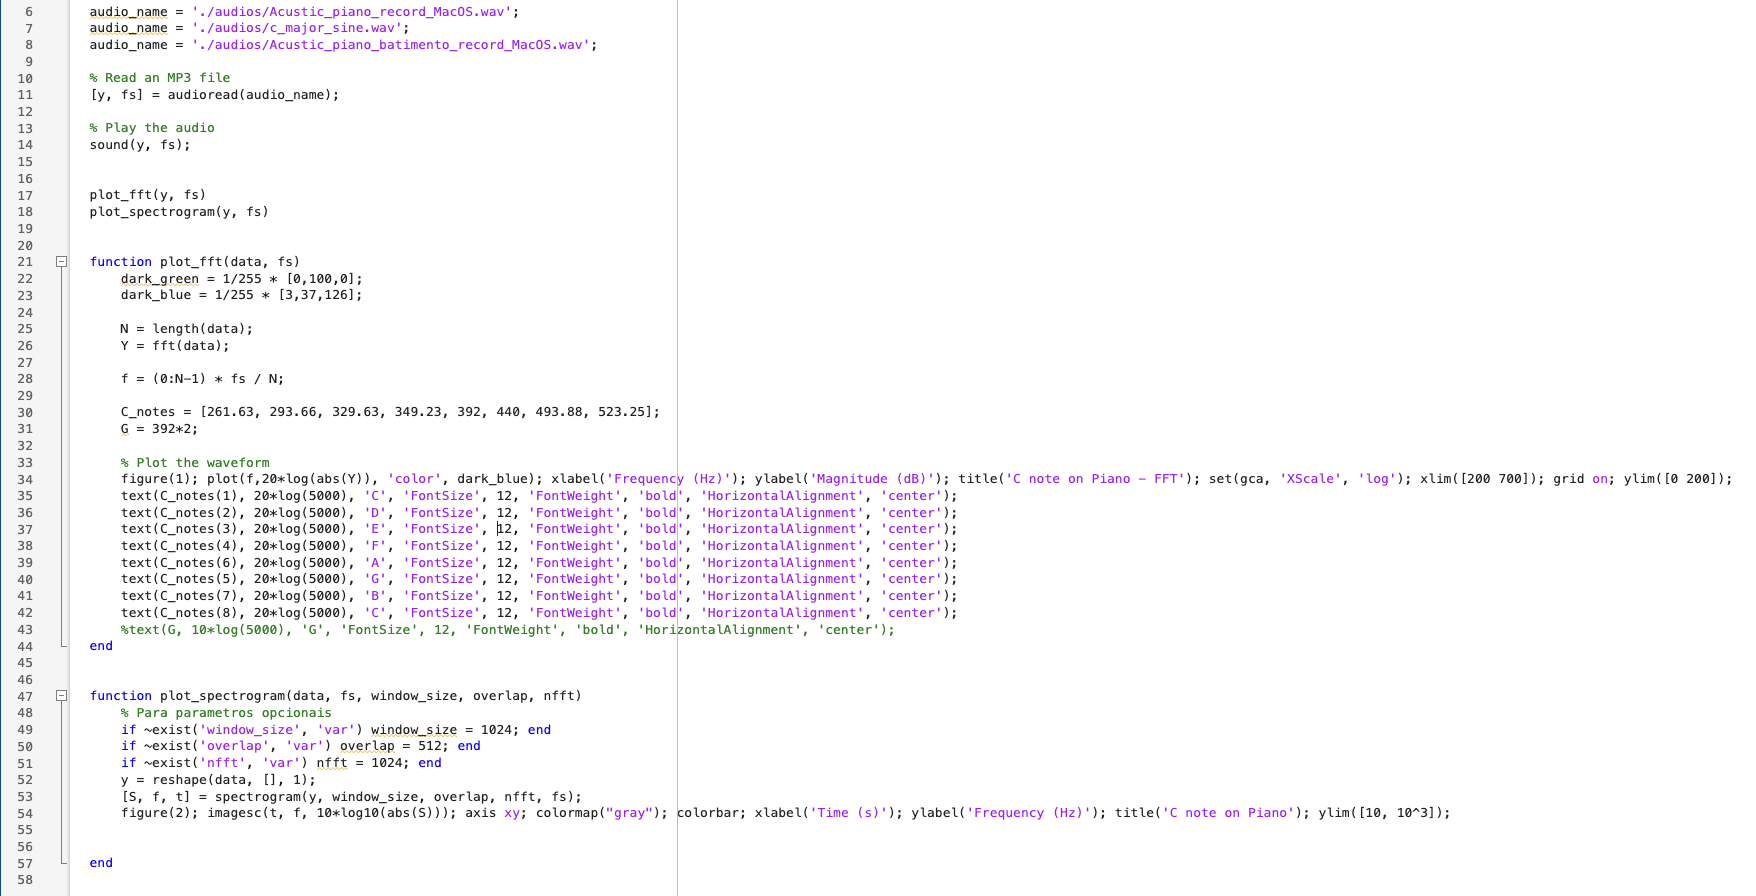 6 audio_name = './audios/Acustic_piano_record_MacOS.wav';
7 audio_name = './audios/c_major_sine.wav';
8 audio_name = './audios/Acustic_piano_batimento_record_MacOS.wav';
9
10 % Read an MP3 file
11 [y, fs] = audioread(audio_name);
12
13 % Play the audio
14 sound(y, fs);
15
16
17 plot_fft(y, fs)
18 plot_spectrogram(y, fs)
19
20
21 function plot_fft(data, fs)
22 dark_green = 1/255 * [0,100,0];
23 dark_blue = 1/255 * [3,37,126];
24
25 N = length(data);
26 Y = fft(data);
27
28 f = (0:N-1) * fs / N;
29
30 C_notes = [261.63, 293.66, 329.63, 349.23, 392, 440, 493.88, 523.25];
31 G = 392*2;
32
33 % Plot the waveform
34 figure(1); plot(f,20*log(abs(Y)), 'color', dark_blue); xlabel('Frequency (Hz)'); ylabel('Magnitude (dB)'); title('C note on Piano - FFT'); set(gca, 'XScale', 'log'); xlim([200 700]); grid on; ylim([0 200]);
35 text(C_notes(1), 20*log(5000), 'C', 'FontSize', 12, 'FontWeight', 'bold', 'HorizontalAlignment', 'center');
36 text(C_notes(2), 20*log(5000), 'D', 'FontSize', 12, 'FontWeight', 'bold', 'HorizontalAlignment', 'center');
37 text(C_notes(3), 20*log(5000), 'E', 'FontSize', 12, 'FontWeight', 'bold', 'HorizontalAlignment', 'center');
38 text(C_notes(4), 20*log(5000), 'F', 'FontSize', 12, 'FontWeight', 'bold', 'HorizontalAlignment', 'center');
39 text(C_notes(6), 20*log(5000), 'A', 'FontSize', 12, 'FontWeight', 'bold', 'HorizontalAlignment', 'center');
40 text(C_notes(5), 20*log(5000), 'G', 'FontSize', 12, 'FontWeight', 'bold', 'HorizontalAlignment', 'center');
41 text(C_notes(7), 20*log(5000), 'B', 'FontSize', 12, 'FontWeight', 'bold', 'HorizontalAlignment', 'center');
42 text(C_notes(8), 20*log(5000), 'C', 'FontSize', 12, 'FontWeight', 'bold', 'HorizontalAlignment', 'center');
43 %text(G, 10*log(5000), 'G', 'FontSize', 12, 'FontWeight', 'bold', 'HorizontalAlignment', 'center');
44 end
45
46
47 function plot_spectrogram(data, fs, window_size, overlap, nfft)
48 % Para parametros opcionais
49 if ~exist('window_size', 'var') window_size = 1024; end
50 if ~exist('overlap', 'var') overlap = 512; end
51 if ~exist('nfft', 'var') nfft = 1024; end
52 y = reshape(data, [], 1);
53 [S, f, t] = spectrogram(y, window_size, overlap, nfft, fs);
54 figure(2); imagesc(t, f, 10*log10(abs(S))); axis xy; colormap("gray"); colorbar; xlabel('Time (s)'); ylabel('Frequency (Hz)'); title('C note on Piano'); ylim([10, 10^3]);
55
56
57 end
58